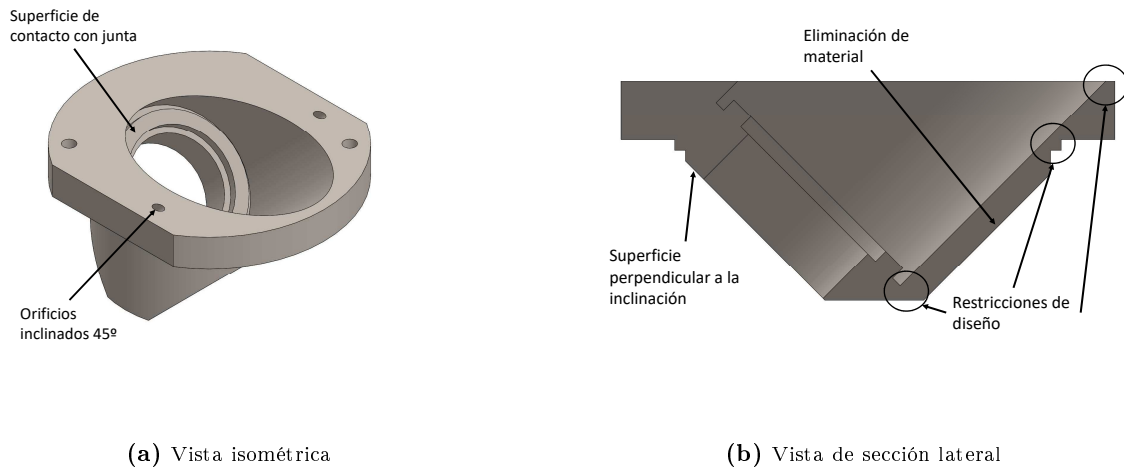 Superficie de
contacto con junta
Orificios
inclinados 45º
Eliminación de
material
Superficie
perpendicular a la
inclinación
Restricciones de
diseño
(a) Vista isométrica
(b) Vista de sección lateral